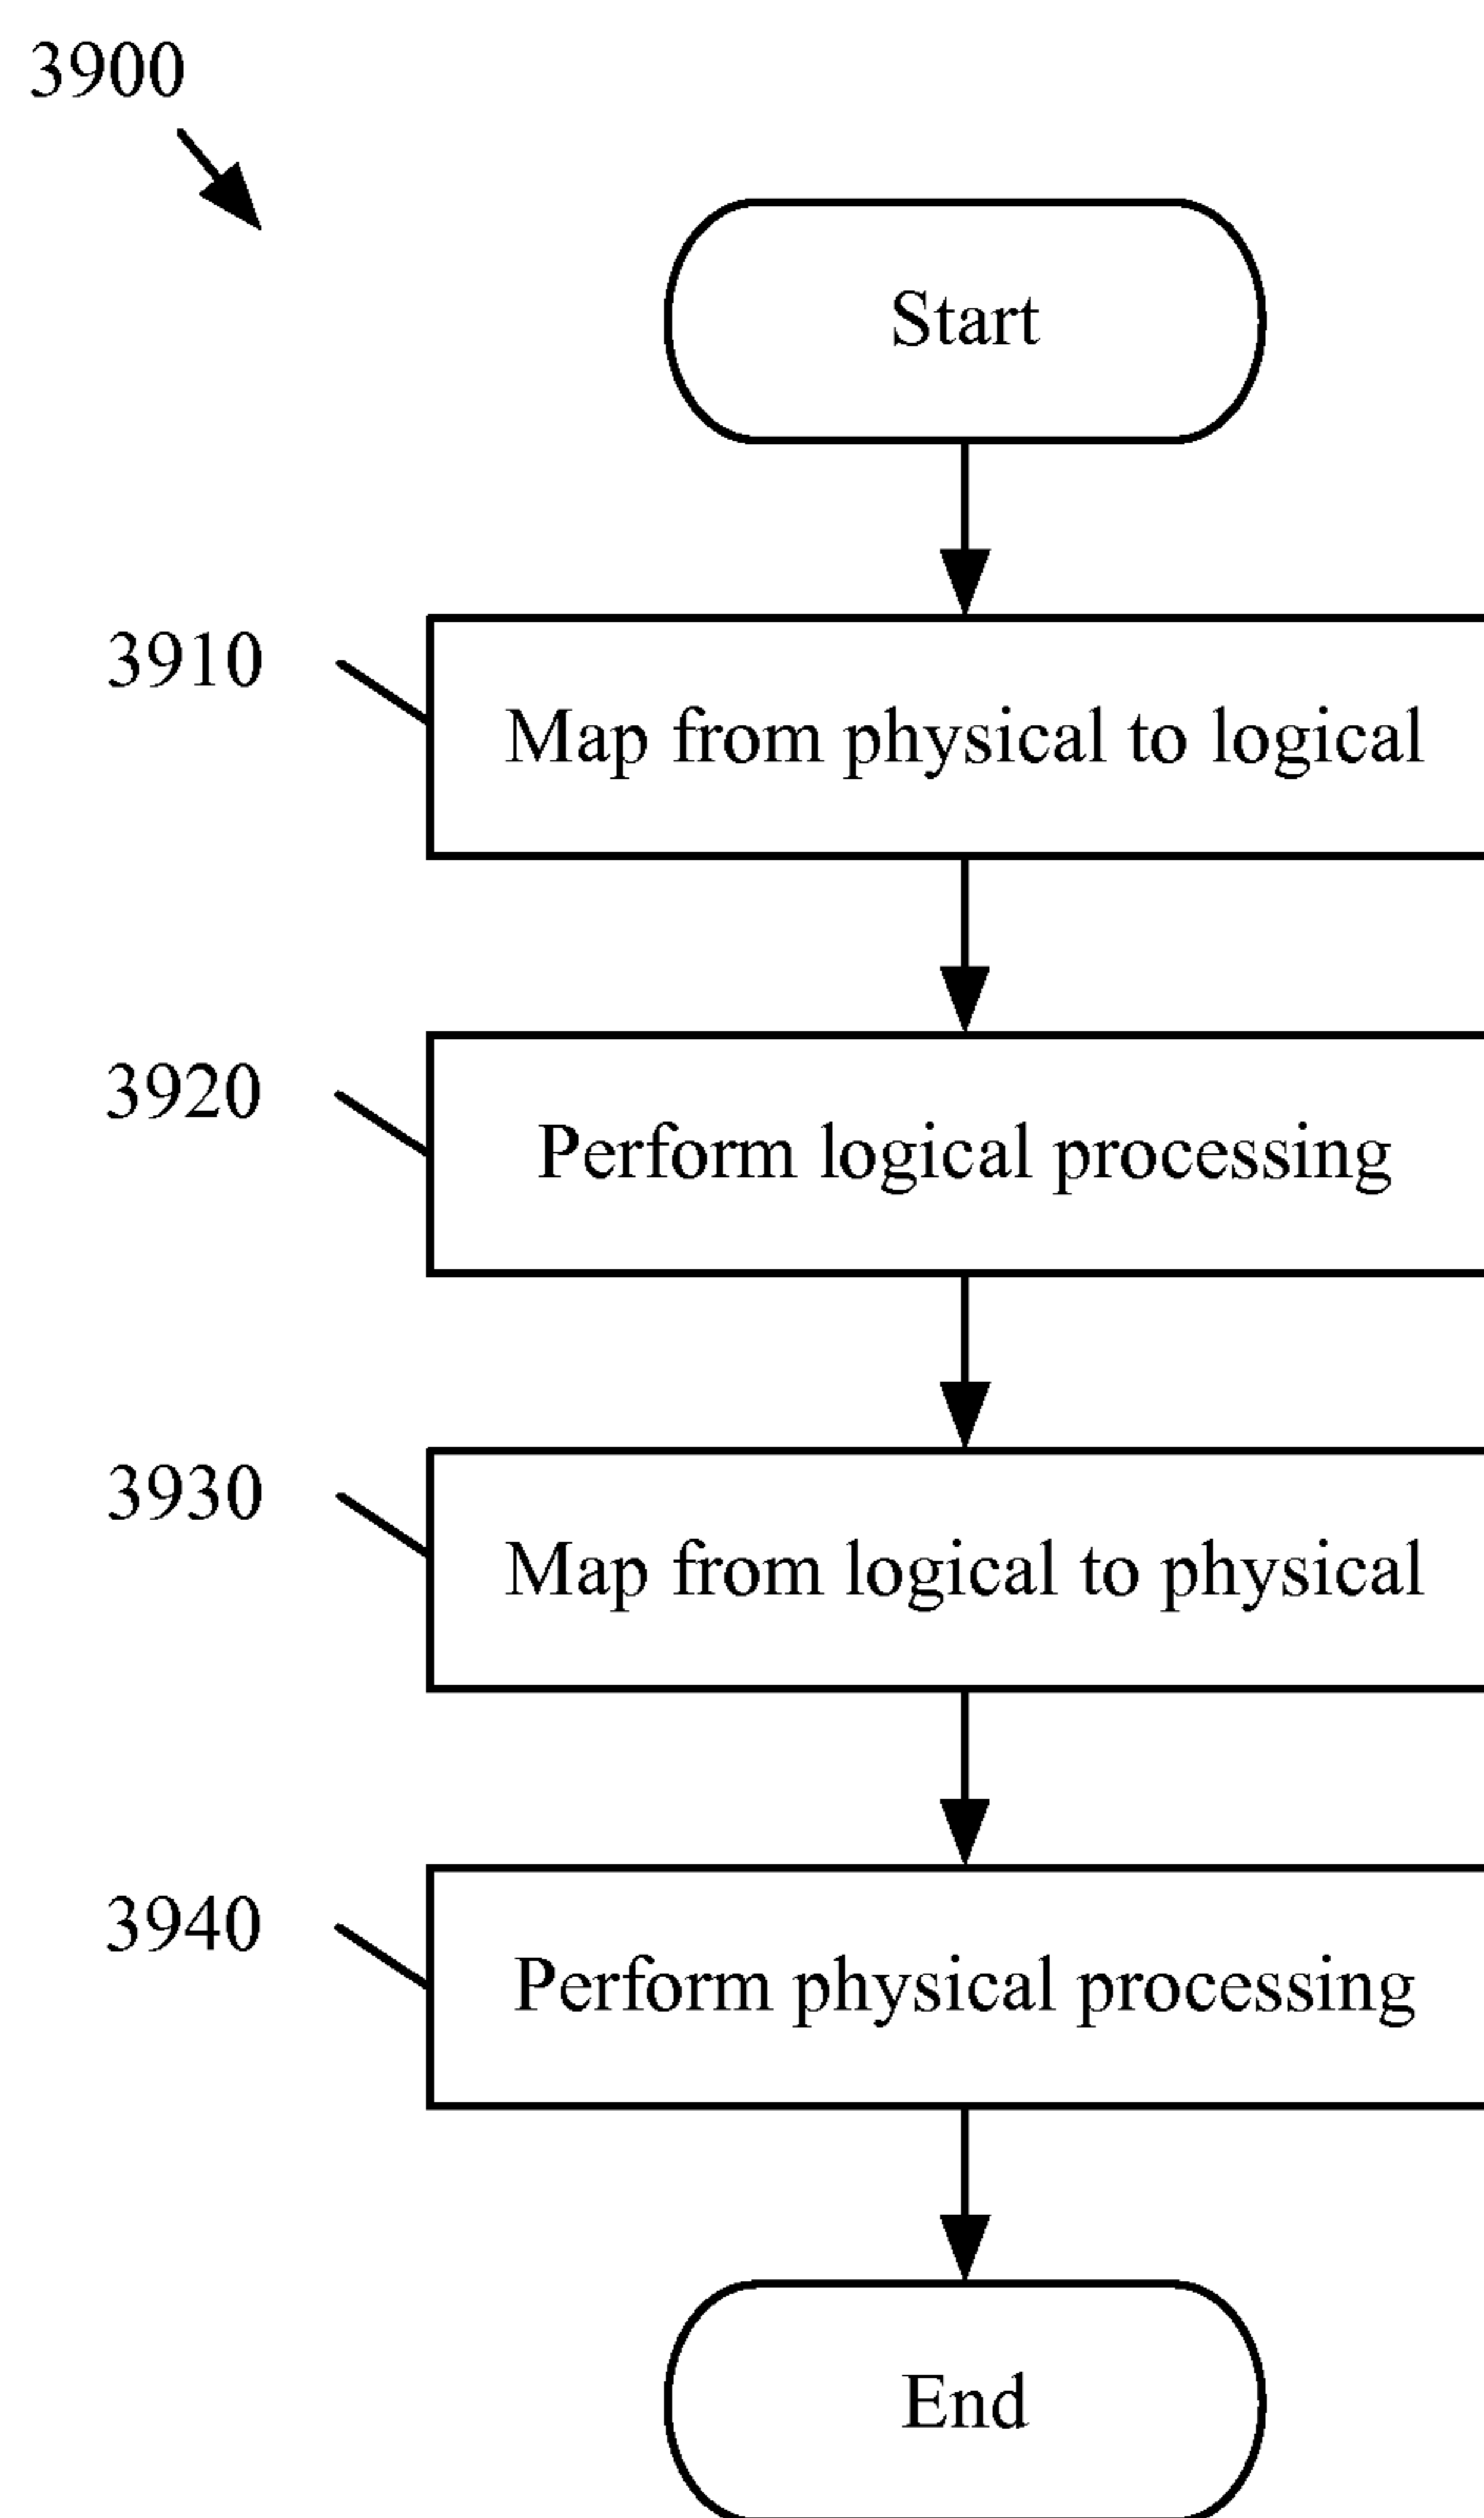 3900
Start
3910
Map from physical to logical
3920
Perform logical processing
3930
Map from logical to physical
3940
Perform physical processing
End